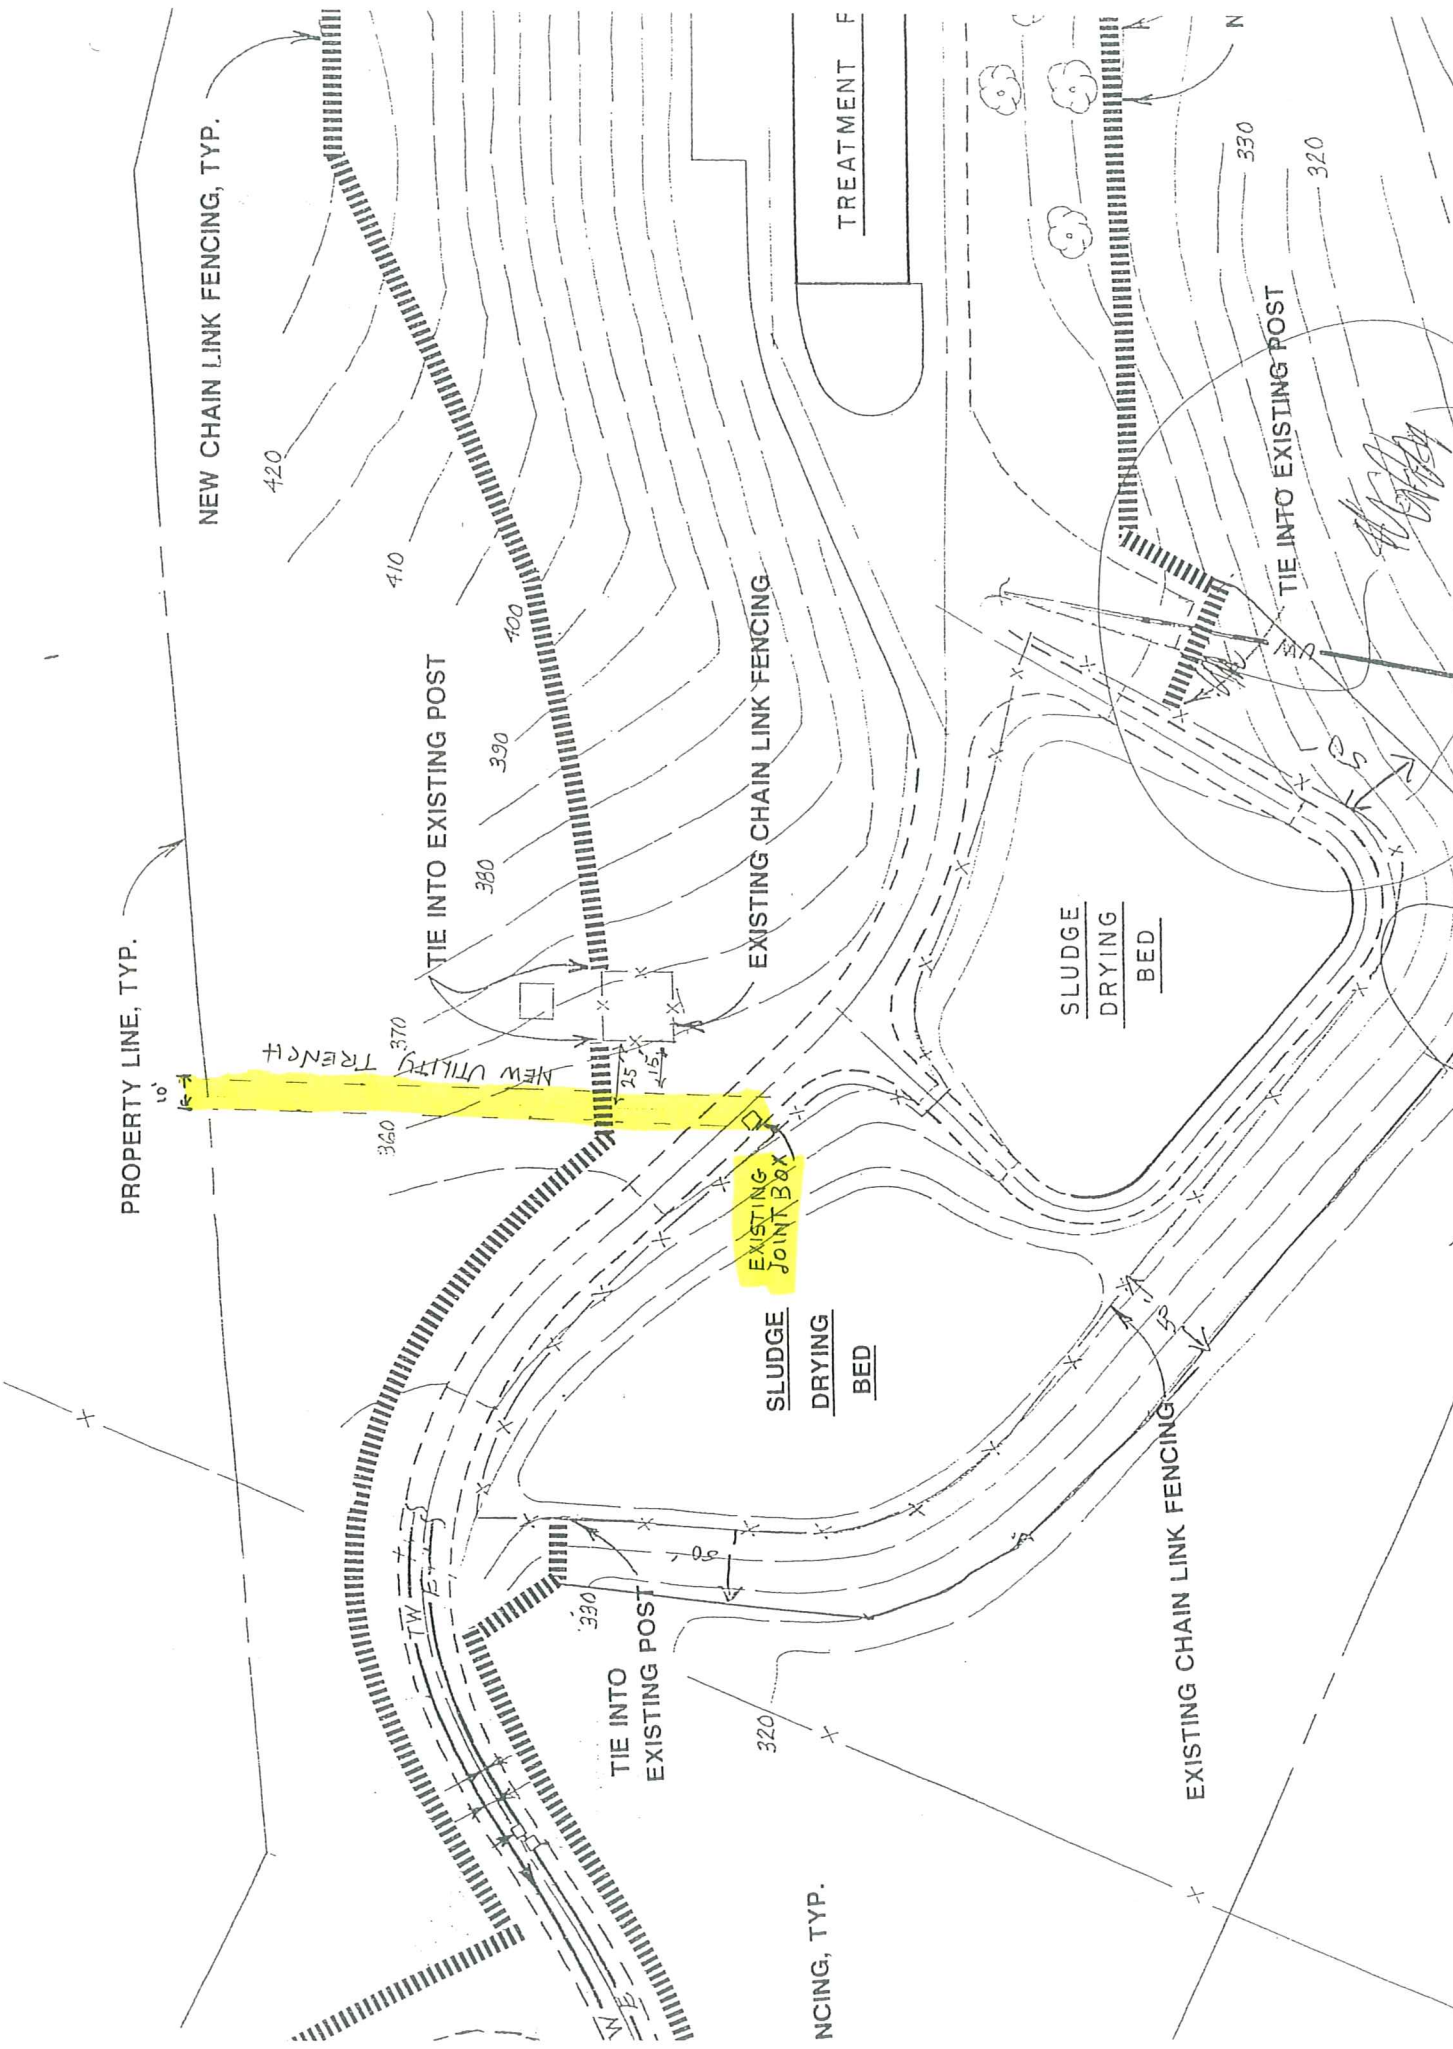 PROPERTY LINE, TYP.
NEW CHAIN LINK FENCING, TYP.
420
410
400
390
380
370
360
10'
NEW UTILITY TRENCH
TIE INTO EXISTING POST
EXISTING CHAIN LINK FENCING
25'
15'
TREATMENT F
N
330
320
TIE INTO EXISTING POST
EXISTING
JOINT BOX
SLUDGE
DRYING
BED
SLUDGE
DRYING
BED
TW
E
330
50'
TIE INTO
EXISTING POST
320
EXISTING CHAIN LINK FENCING
NCING, TYP.
W
E